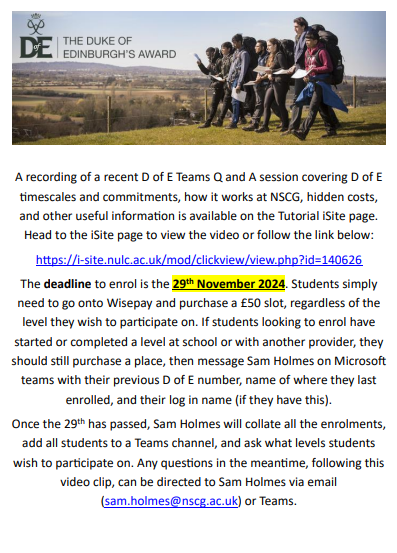 DofE
THE DUKE OF
EDINBURGH'S AWARD
A recording of a recent D of E Teams Q and A session covering D of E
timescales and commitments, how it works at NSCG, hidden costs,
and other useful information is available on the Tutorial iSite page.
Head to the iSite page to view the video or follow the link below:
https://i-site.nulc.ac.uk/mod/clickview/view.php?id=140626
The deadline to enrol is the 29th November 2024. Students simply
need to go onto Wisepay and purchase a £50 slot, regardless of the
level they wish to participate on. If students looking to enrol have
started or completed a level at school or with another provider, they
should still purchase a place, then message Sam Holmes on Microsoft
teams with their previous D of E number, name of where they last
enrolled, and their log in name (if they have this).
Once the 29th has passed, Sam Holmes will collate all the enrolments,
add all students to a Teams channel, and ask what levels students
wish to participate on. Any questions in the meantime, following this
video clip, can be directed to Sam Holmes via email
(sam.holmes@nscg.ac.uk) or Teams.